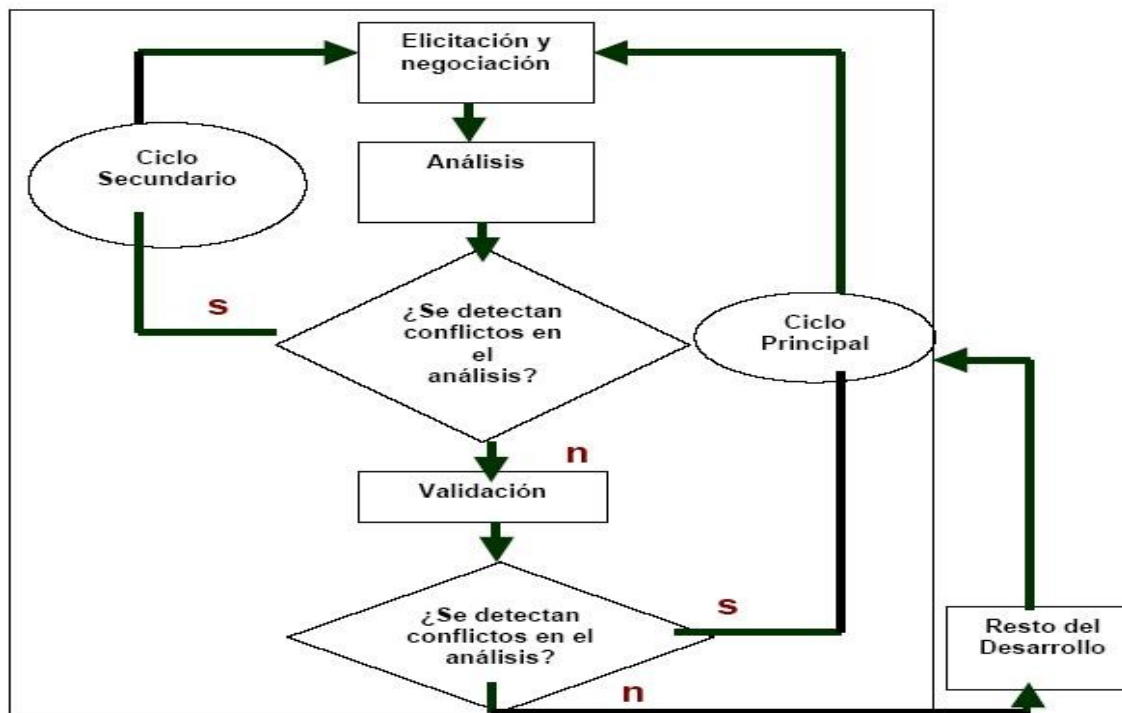 Elicitación y
negociación
Ciclo
Secundario
Análisis
s
¿Se detectan
conflictos en
el
análisis?
Ciclo
Principal
n
Validación
¿Se detectan
conflictos en el
análisis?
s
n
Resto del
Desarrollo